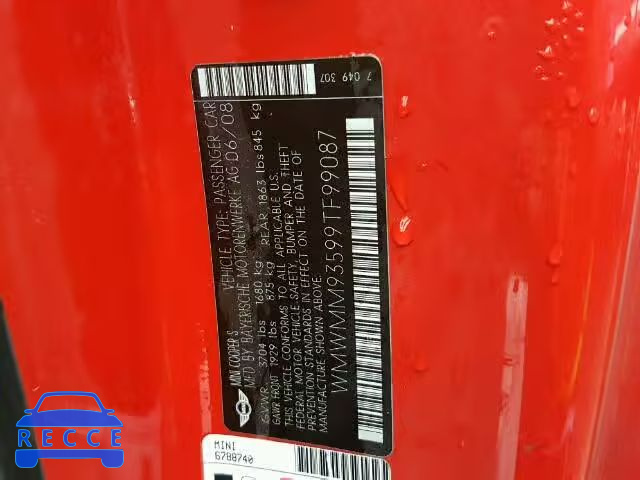 MINI COOPER S VEHICLE TYPE: PASSENGER CAR
MFD BY BAYERISCHE MOTORENWERKE AG 06/08
GVWR 3704 lbs 1680 kg
GAWR FRONT 1929 lbs 875 kg REAR 1863 lbs 845 kg
THIS VEHICLE CONFORMS TO ALL APPLICABLE U.S.
FEDERAL MOTOR VEHICLE SAFETY, BUMPER AND THEFT
PREVENTION STANDARDS IN EFFECT ON THE DATE OF
MANUFACTURE SHOWN ABOVE.
WMWMM93599TF99087
7 049 307
MINI
6788740
RECCE